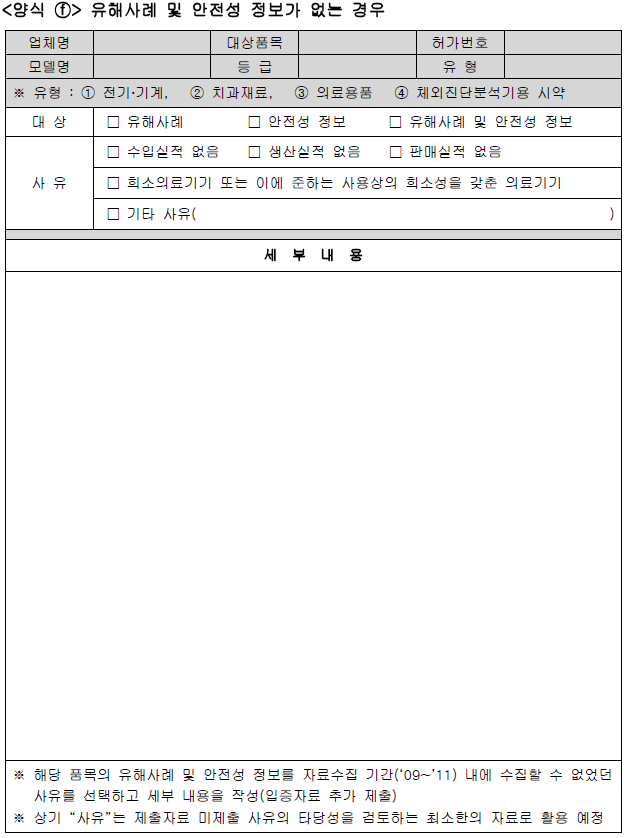 <양식 ⓕ> 유해사례 및 안전성 정보가 없는 경우
업체명 대상품목 허가번호
모델명 등 급 유 형
※ 유형 : ① 전기·기계, ② 치과재료, ③ 의료용품 ④ 체외진단분석기용 시약
대 상 □ 유해사례 □ 안전성 정보 □ 유해사례 및 안전성 정보
□ 수입실적 없음 □ 생산실적 없음 □ 판매실적 없음
사 유 □ 희소의료기기 또는 이에 준하는 사용상의 희소성을 갖춘 의료기기
□ 기타 사유( )
세 부 내 용
※ 해당 품목의 유해사례 및 안전성 정보를 자료수집 기간(‘09~’11) 내에 수집할 수 없었던
사유를 선택하고 세부 내용을 작성(입증자료 추가 제출)
※ 상기 “사유”는 제출자료 미제출 사유의 타당성을 검토하는 최소한의 자료로 활용 예정